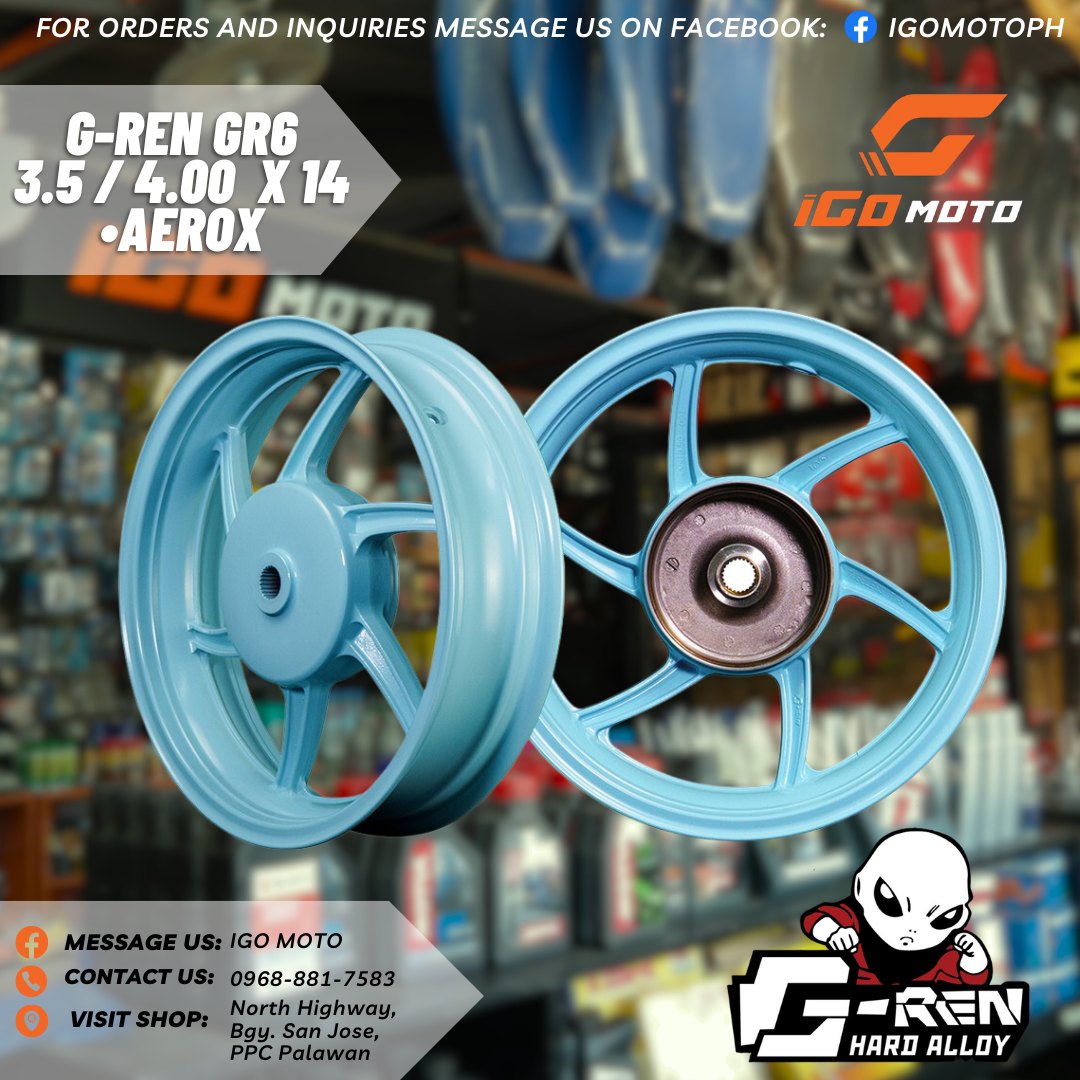 FOR ORDERS AND INQUIRIES MESSAGE US ON FACEBOOK: IGOMOTOPH
G-REN GR6
3.5 / 4.00 X 14
•AEROX
iGO MOTO
iGO MOTO
MESSAGE US: IGO MOTO
CONTACT US: 0968-881-7583
VISIT SHOP: North Highway,
Bgy. San Jose,
PPC Palawan
G-REN
HARD ALLOY